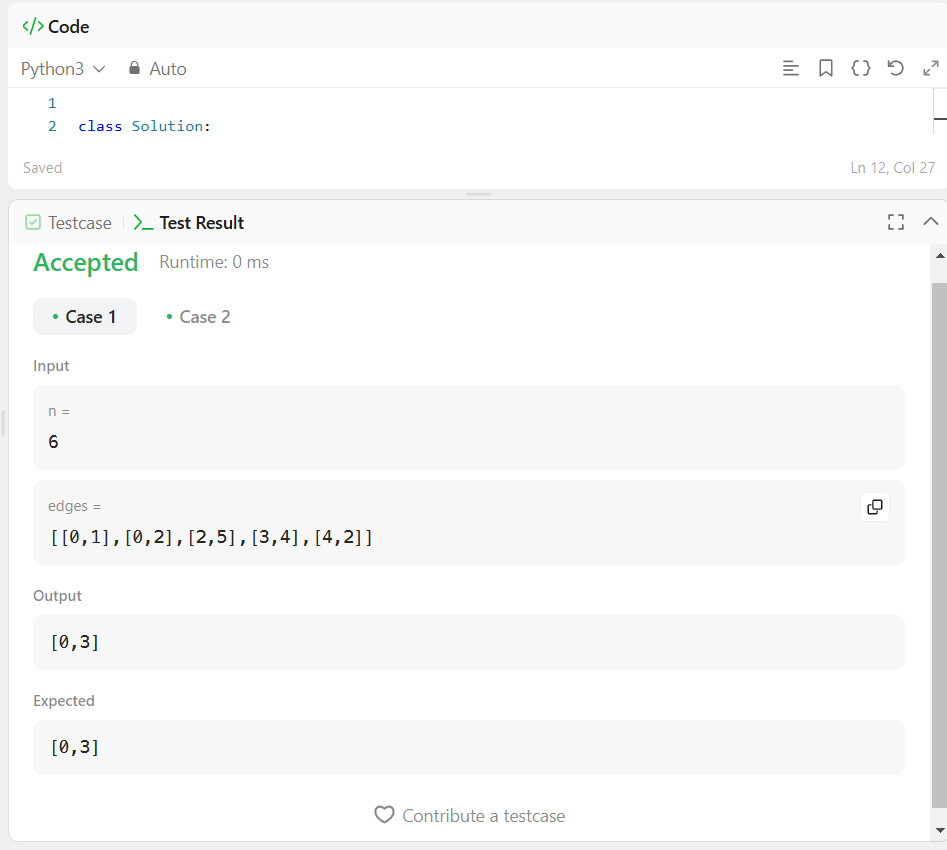 </> Code
Python3 Auto
1
2 class Solution:
Saved Ln 12, Col 27
Testcase >_ Test Result
Accepted Runtime: 0 ms
• Case 1 • Case 2
Input
n =
6
edges =
[[0,1],[0,2],[2,5],[3,4],[4,2]]
Output
[0,3]
Expected
[0,3]
Contribute a testcase